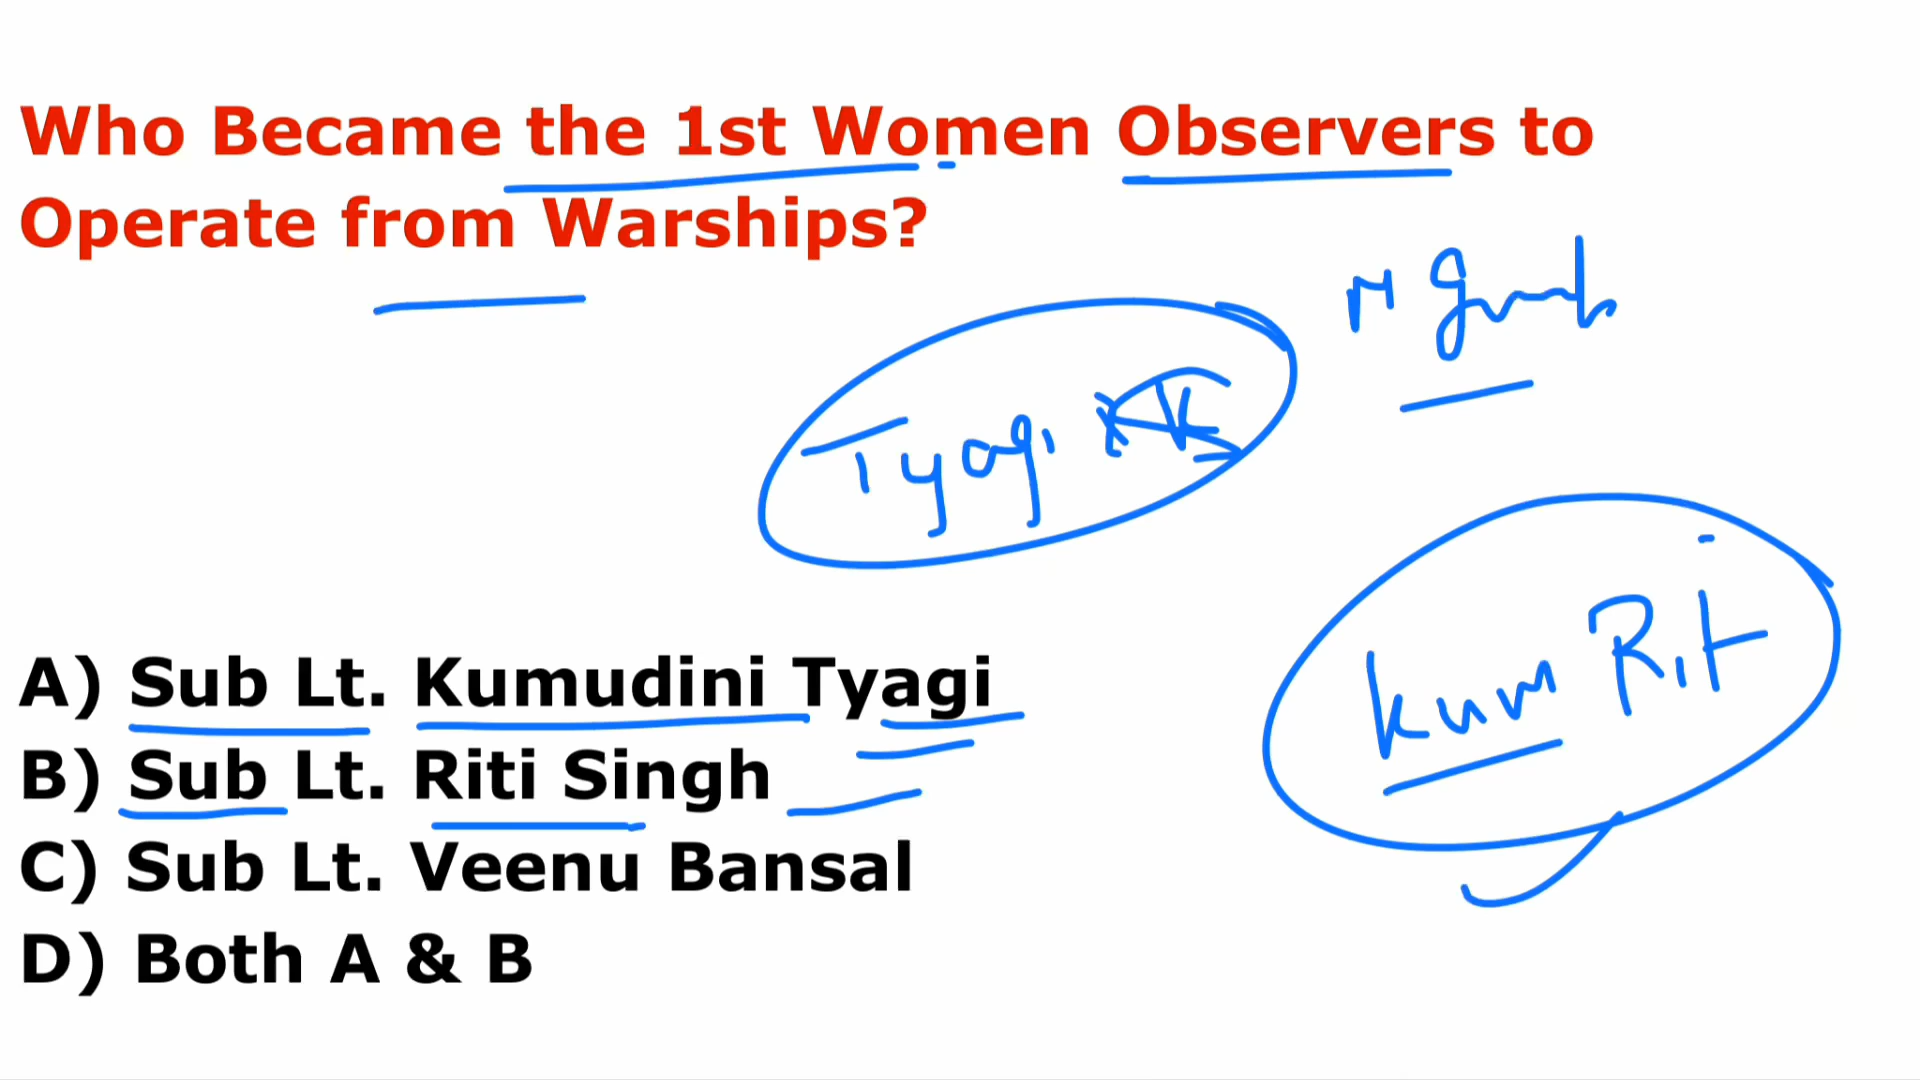 Who Became the 1st Women Observers to
Operate from Warships?
Tyagi
A) Sub Lt. Kumudini Tyagi
B) Sub Lt. Riti Singh
C) Sub Lt. Veenu Bansal
D) Both A & B
Kum Rit